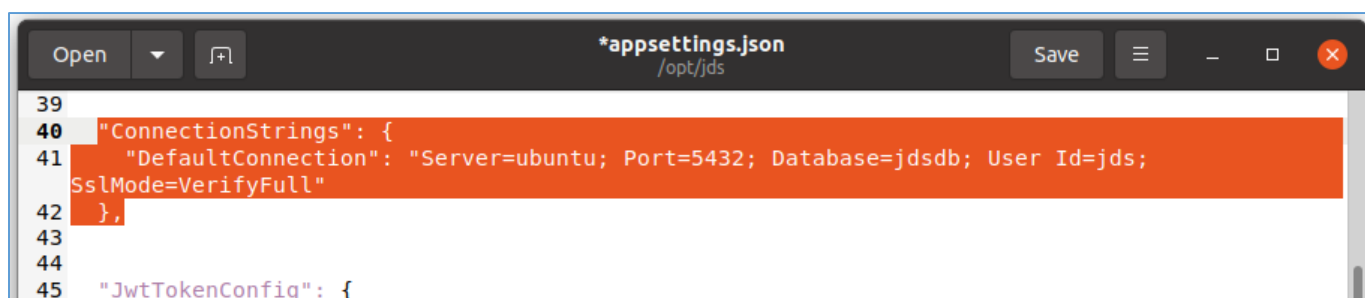 Open
*appsettings.json
/opt/jds
Save
39
40 "ConnectionStrings": {
41 "DefaultConnection": "Server=ubuntu; Port=5432; Database=jdsdb; User Id=jds;
SslMode=VerifyFull"
42 },
43
44
45 "JwtTokenConfig": {